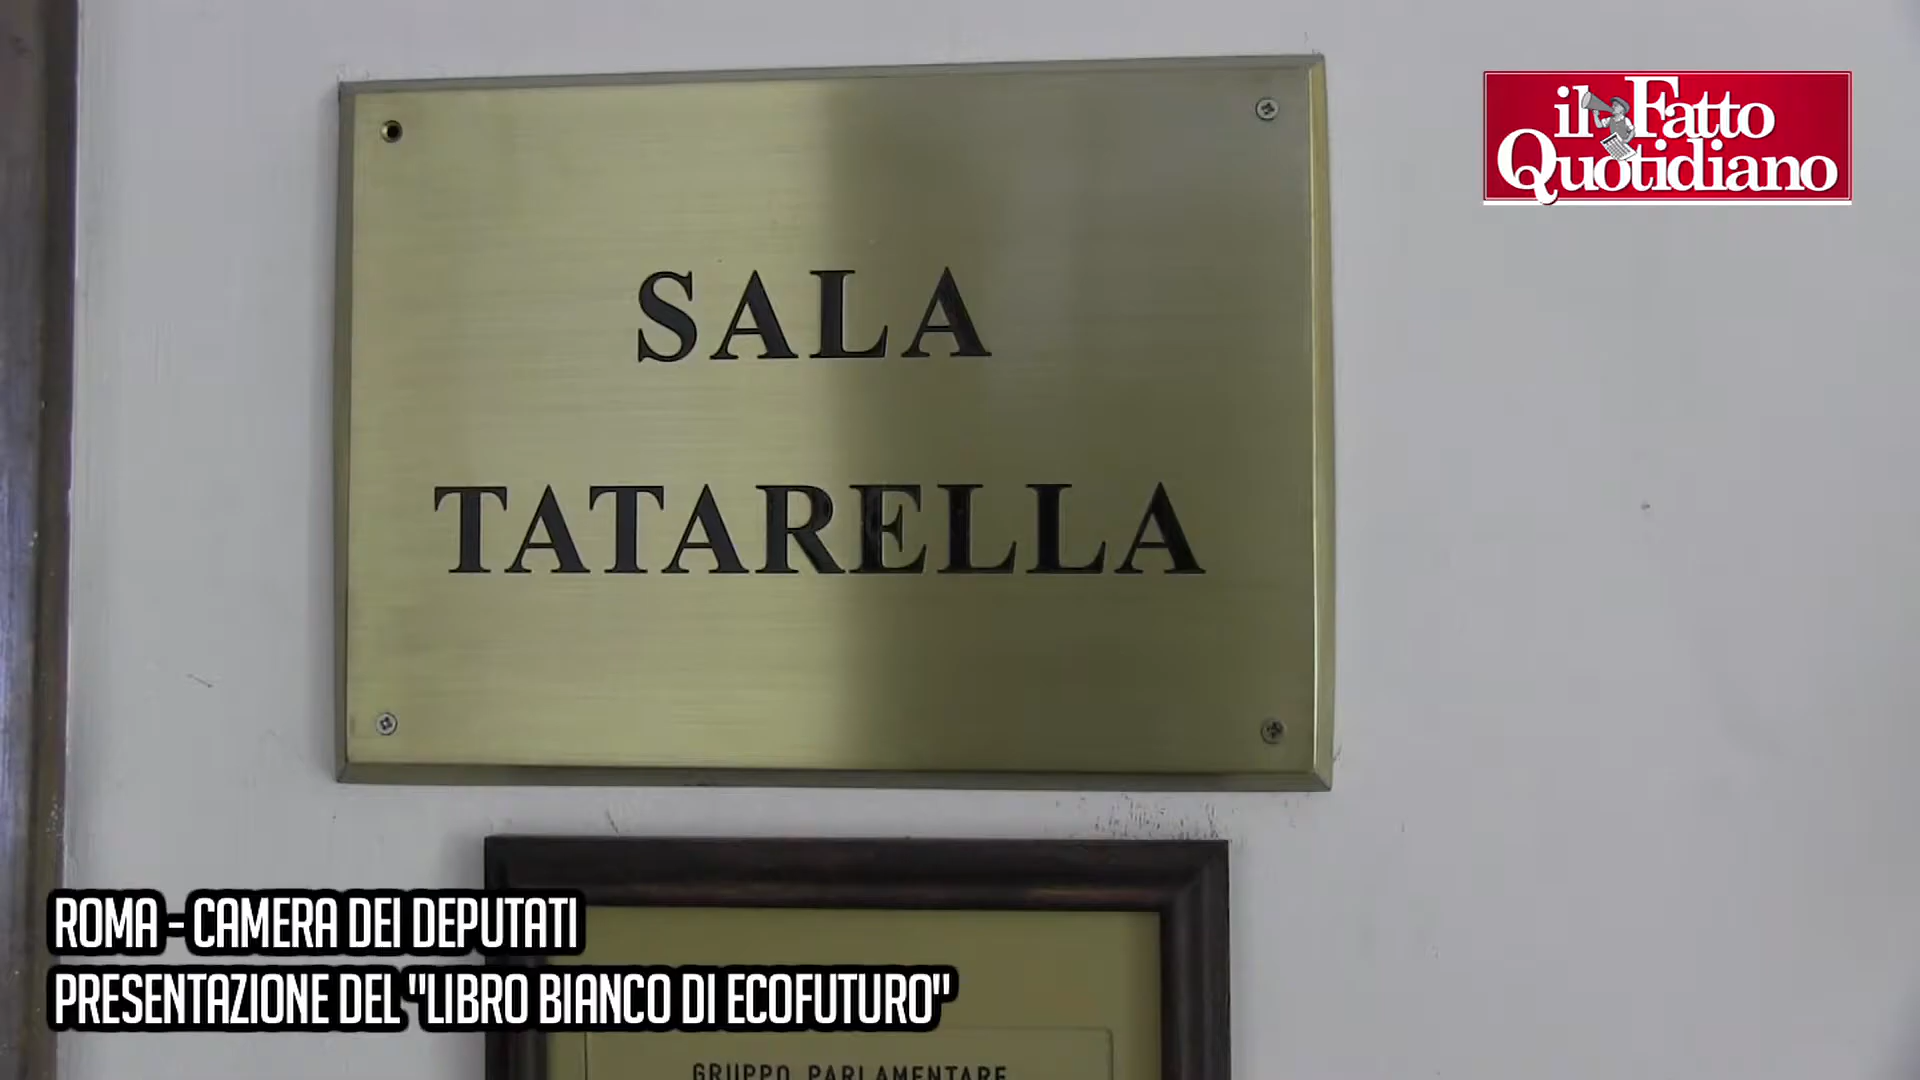 il Fatto
Quotidiano
SALA
TATARELLA
ROMA - CAMERA DEI DEPUTATI
PRESENTAZIONE DEL "LIBRO BIANCO DI ECOFUTURO"
GRUPPO PARLAMENTARE